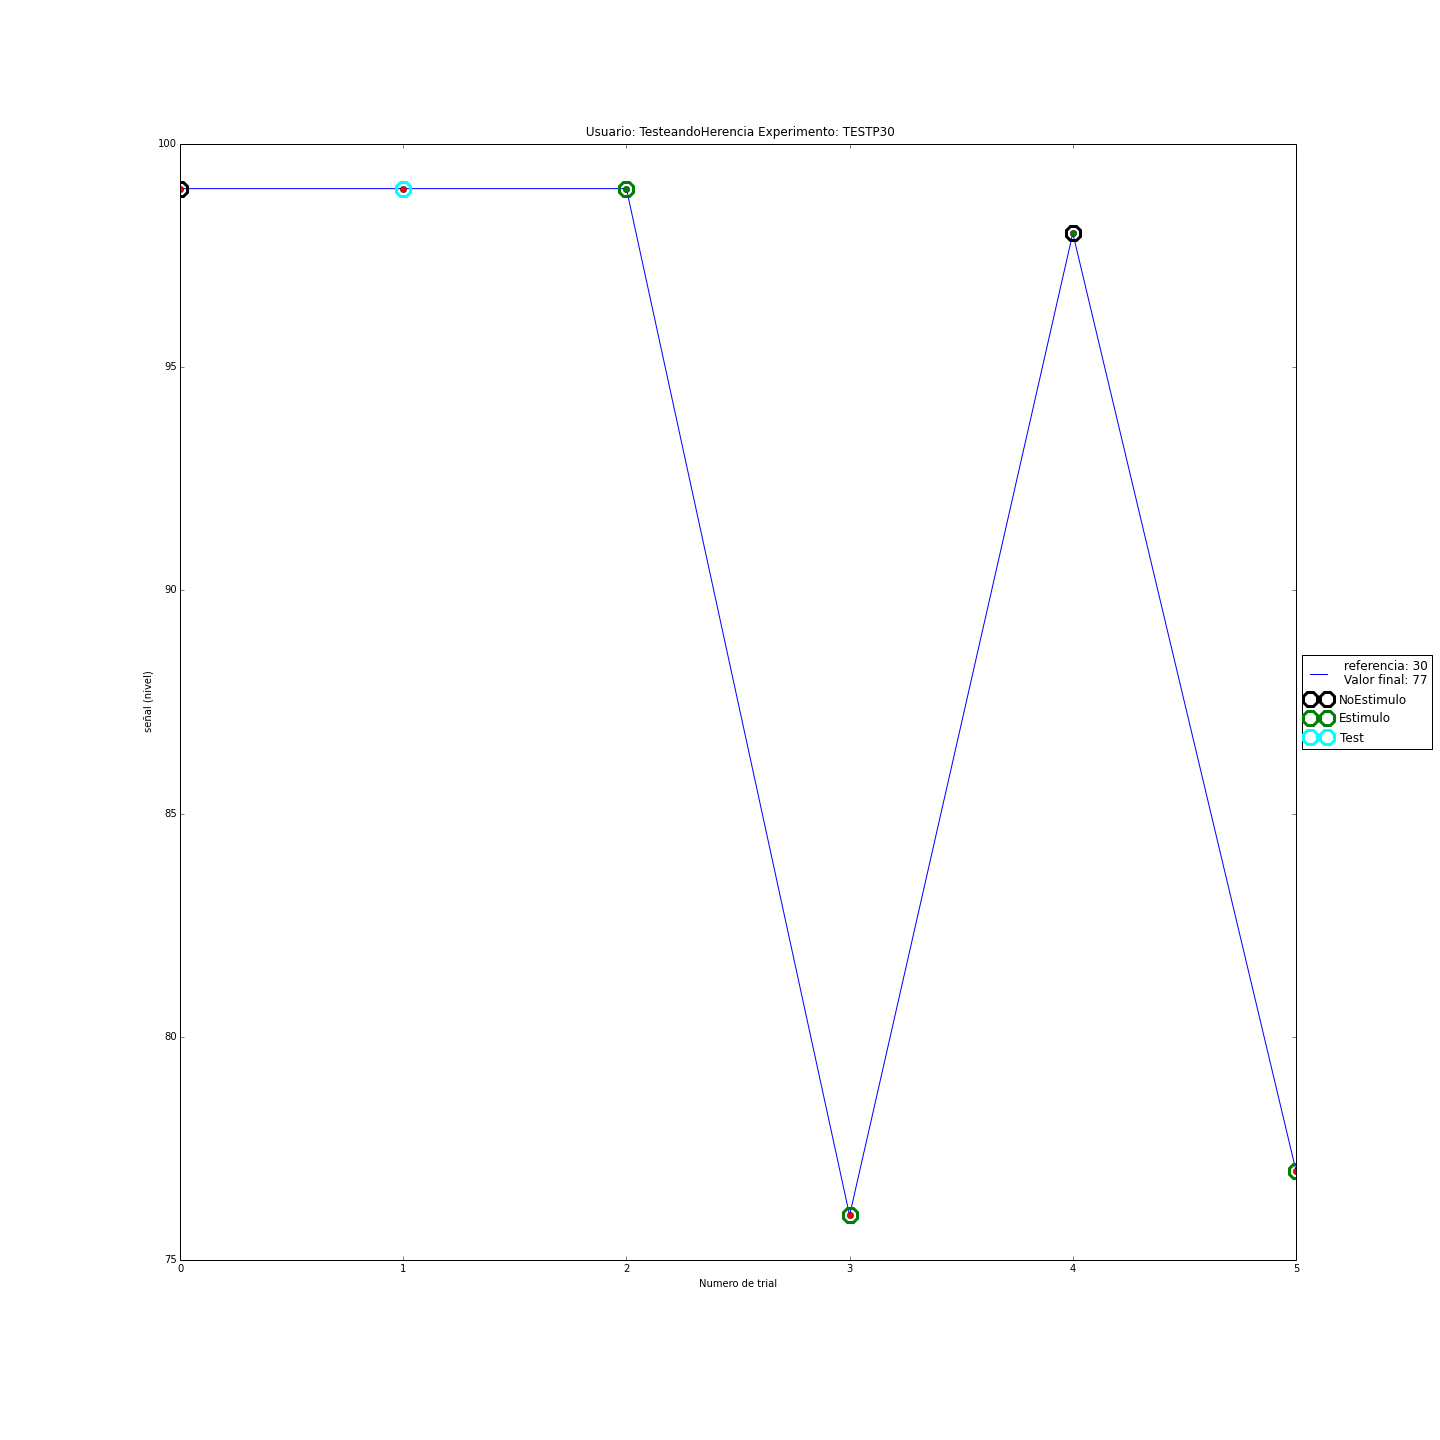 Usuario: TesteandoHerencia Experimento: TESTP30
100
95
90
85
80
75
señal (nivel)
0 1 2 3 4 5
Numero de trial
referencia: 30
Valor final: 77
NoEstimulo
Estimulo
Test